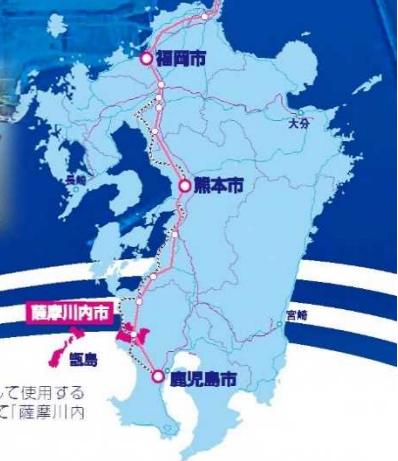 福岡市
大分
長崎
熊本市
薩摩川内市
宮崎
甑島
鹿児島市
して使用する
て「薩摩川内